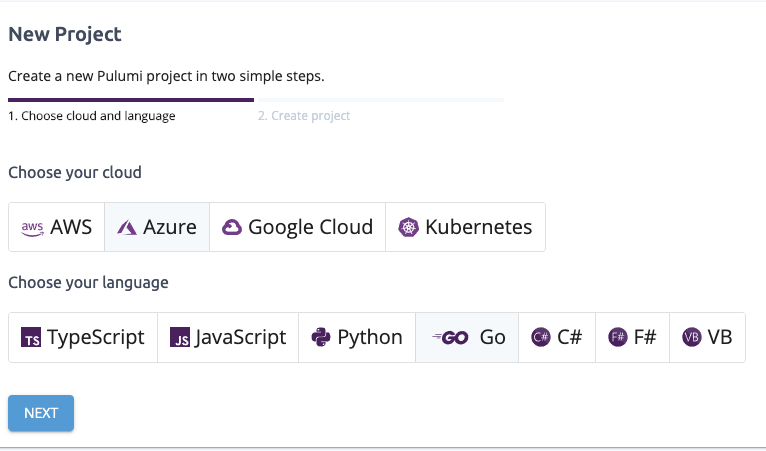 New Project
Create a new Pulumi project in two simple steps.
1. Choose cloud and language 2. Create project
Choose your cloud
aws AWS Azure Google Cloud Kubernetes
Choose your language
TS TypeScript JS JavaScript Python GO Go C# C# F# F# VB VB
NEXT